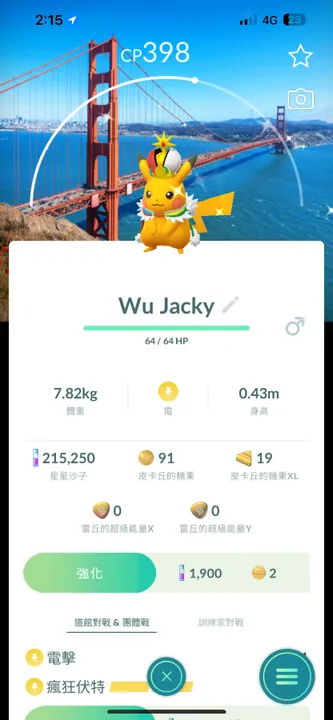 2:15 4G 23
CP398
Wu Jacky
64 / 64 HP
7.82kg 0.43m
體重 電 身高
215,250 91 19
星星沙子 皮卡丘的糖果 皮卡丘的糖果XL
0 0
雷丘的超級能量X 雷丘的超級能量Y
強化 1,900 2
道館對戰 & 團體戰 訓練家對戰
電擊
瘋狂伏特